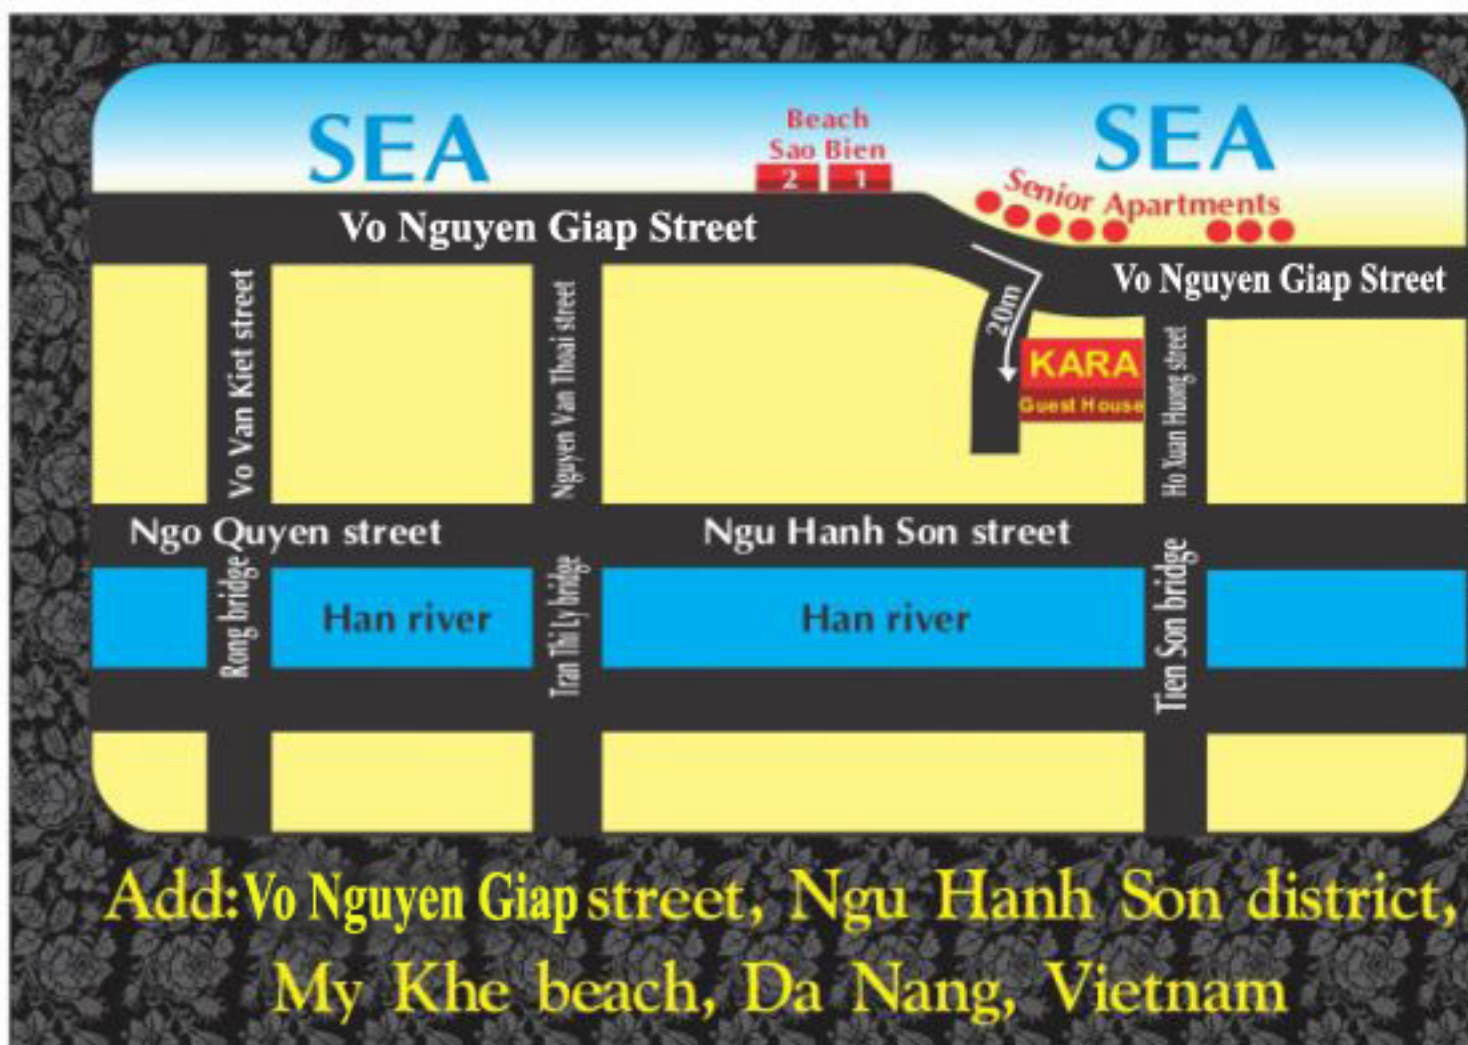 SEA
Beach
Sao Bien
2 1
SEA
Senior Apartments
Vo Nguyen Giap Street
Vo Nguyen Giap Street
20m
KARA
Guest House
Vo Van Kiet street
Nguyen Van Thoai street
Ho Xuan Huong street
Ngo Quyen street
Ngu Hanh Son street
Rong bridge
Han river
Tran Thi Ly bridge
Han river
Tien Son bridge
Add: Vo Nguyen Giap street, Ngu Hanh Son district,
My Khe beach, Da Nang, Vietnam